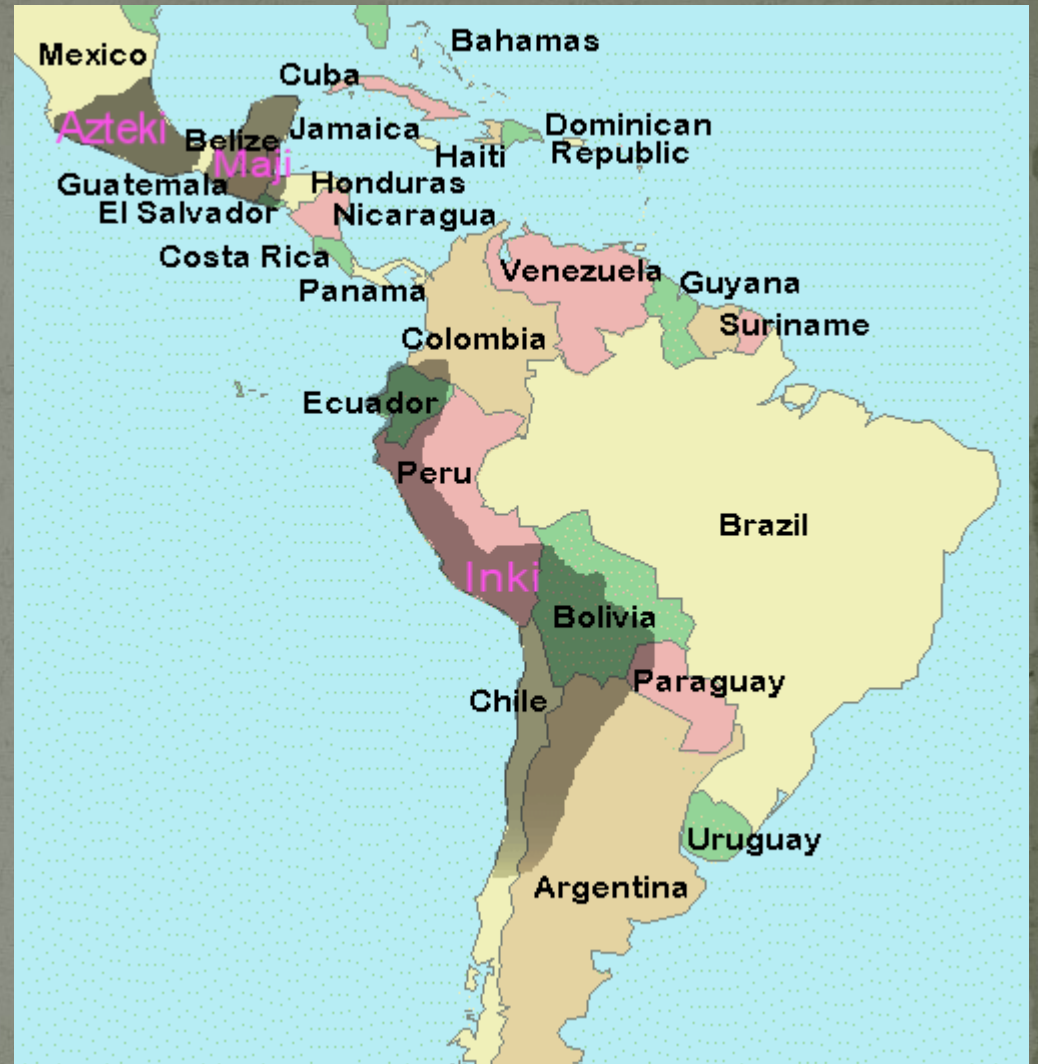 Bahamas
Mexico
Cuba
Azteki
Jamaica
Dominican
Republic
Belize
Haiti
Maji
Guatemala
Honduras
El Salvador
Nicaragua
Costa Rica
Panama
Venezuela
Guyana
Suriname
Colombia
Ecuador
Peru
Brazil
Inki
Bolivia
Paraguay
Chile
Uruguay
Argentina